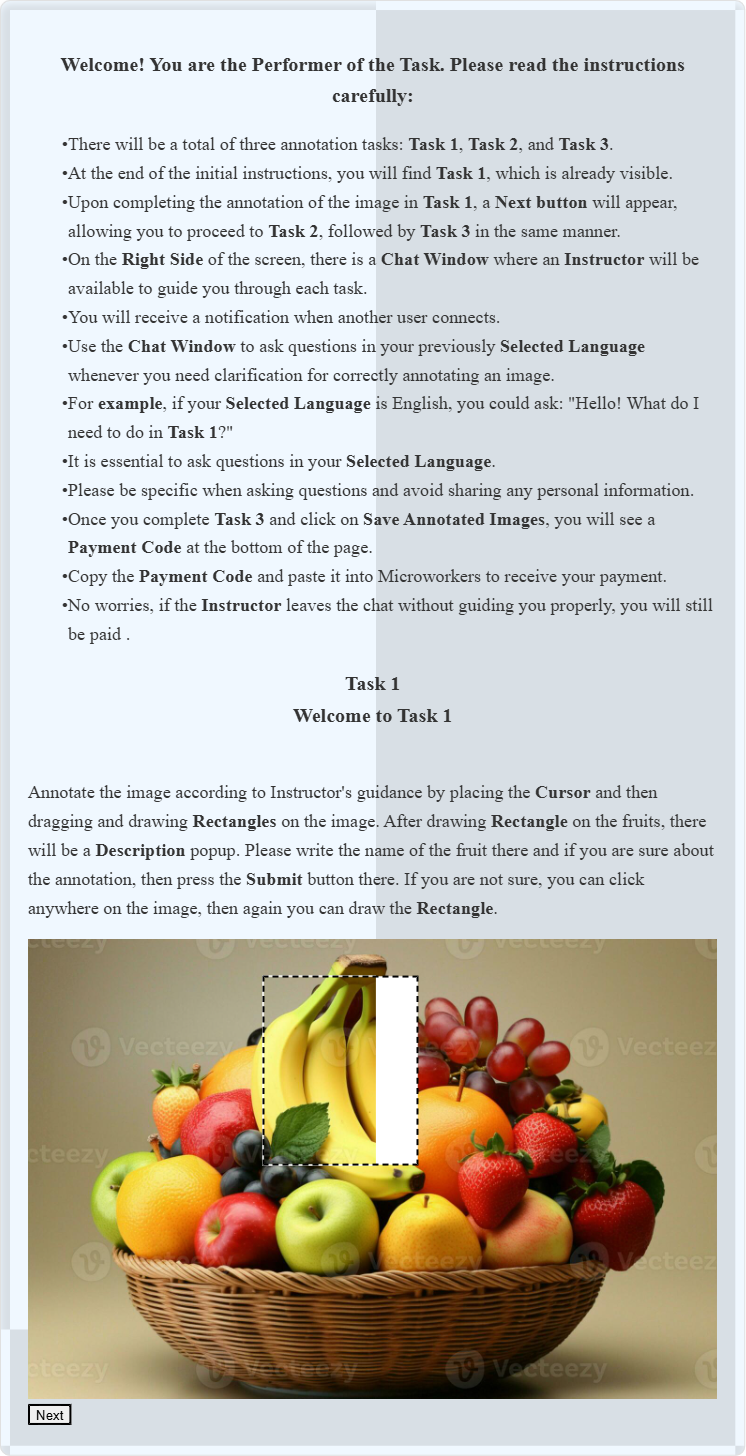 Welcome! You are the Performer of the Task. Please read the instructions
carefully:
•There will be a total of three annotation tasks: Task 1, Task 2, and Task 3.
•At the end of the initial instructions, you will find Task 1, which is already visible.
•Upon completing the annotation of the image in Task 1, a Next button will appear,
allowing you to proceed to Task 2, followed by Task 3 in the same manner.
•On the Right Side of the screen, there is a Chat Window where an Instructor will be
available to guide you through each task.
•You will receive a notification when another user connects.
•Use the Chat Window to ask questions in your previously Selected Language
whenever you need clarification for correctly annotating an image.
•For example, if your Selected Language is English, you could ask: "Hello! What do I
need to do in Task 1?"
•It is essential to ask questions in your Selected Language.
•Please be specific when asking questions and avoid sharing any personal information.
•Once you complete Task 3 and click on Save Annotated Images, you will see a
Payment Code at the bottom of the page.
•Copy the Payment Code and paste it into Microworkers to receive your payment.
•No worries, if the Instructor leaves the chat without guiding you properly, you will still
be paid .
Task 1
Welcome to Task 1
Annotate the image according to Instructor's guidance by placing the Cursor and then
dragging and drawing Rectangles on the image. After drawing Rectangle on the fruits, there
will be a Description popup. Please write the name of the fruit there and if you are sure about
the annotation, then press the Submit button there. If you are not sure, you can click
anywhere on the image, then again you can draw the Rectangle.
Vecteezy Vecteezy
Vecteezy Vecteezy
Vecteezy Vecteezy
Vecteezy Vecteezy
Next